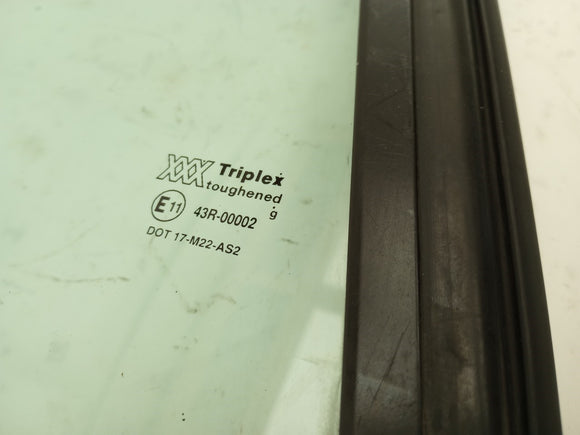 XXX Triplex
toughened
g
E11 43R-00002
DOT 17-M22-AS2